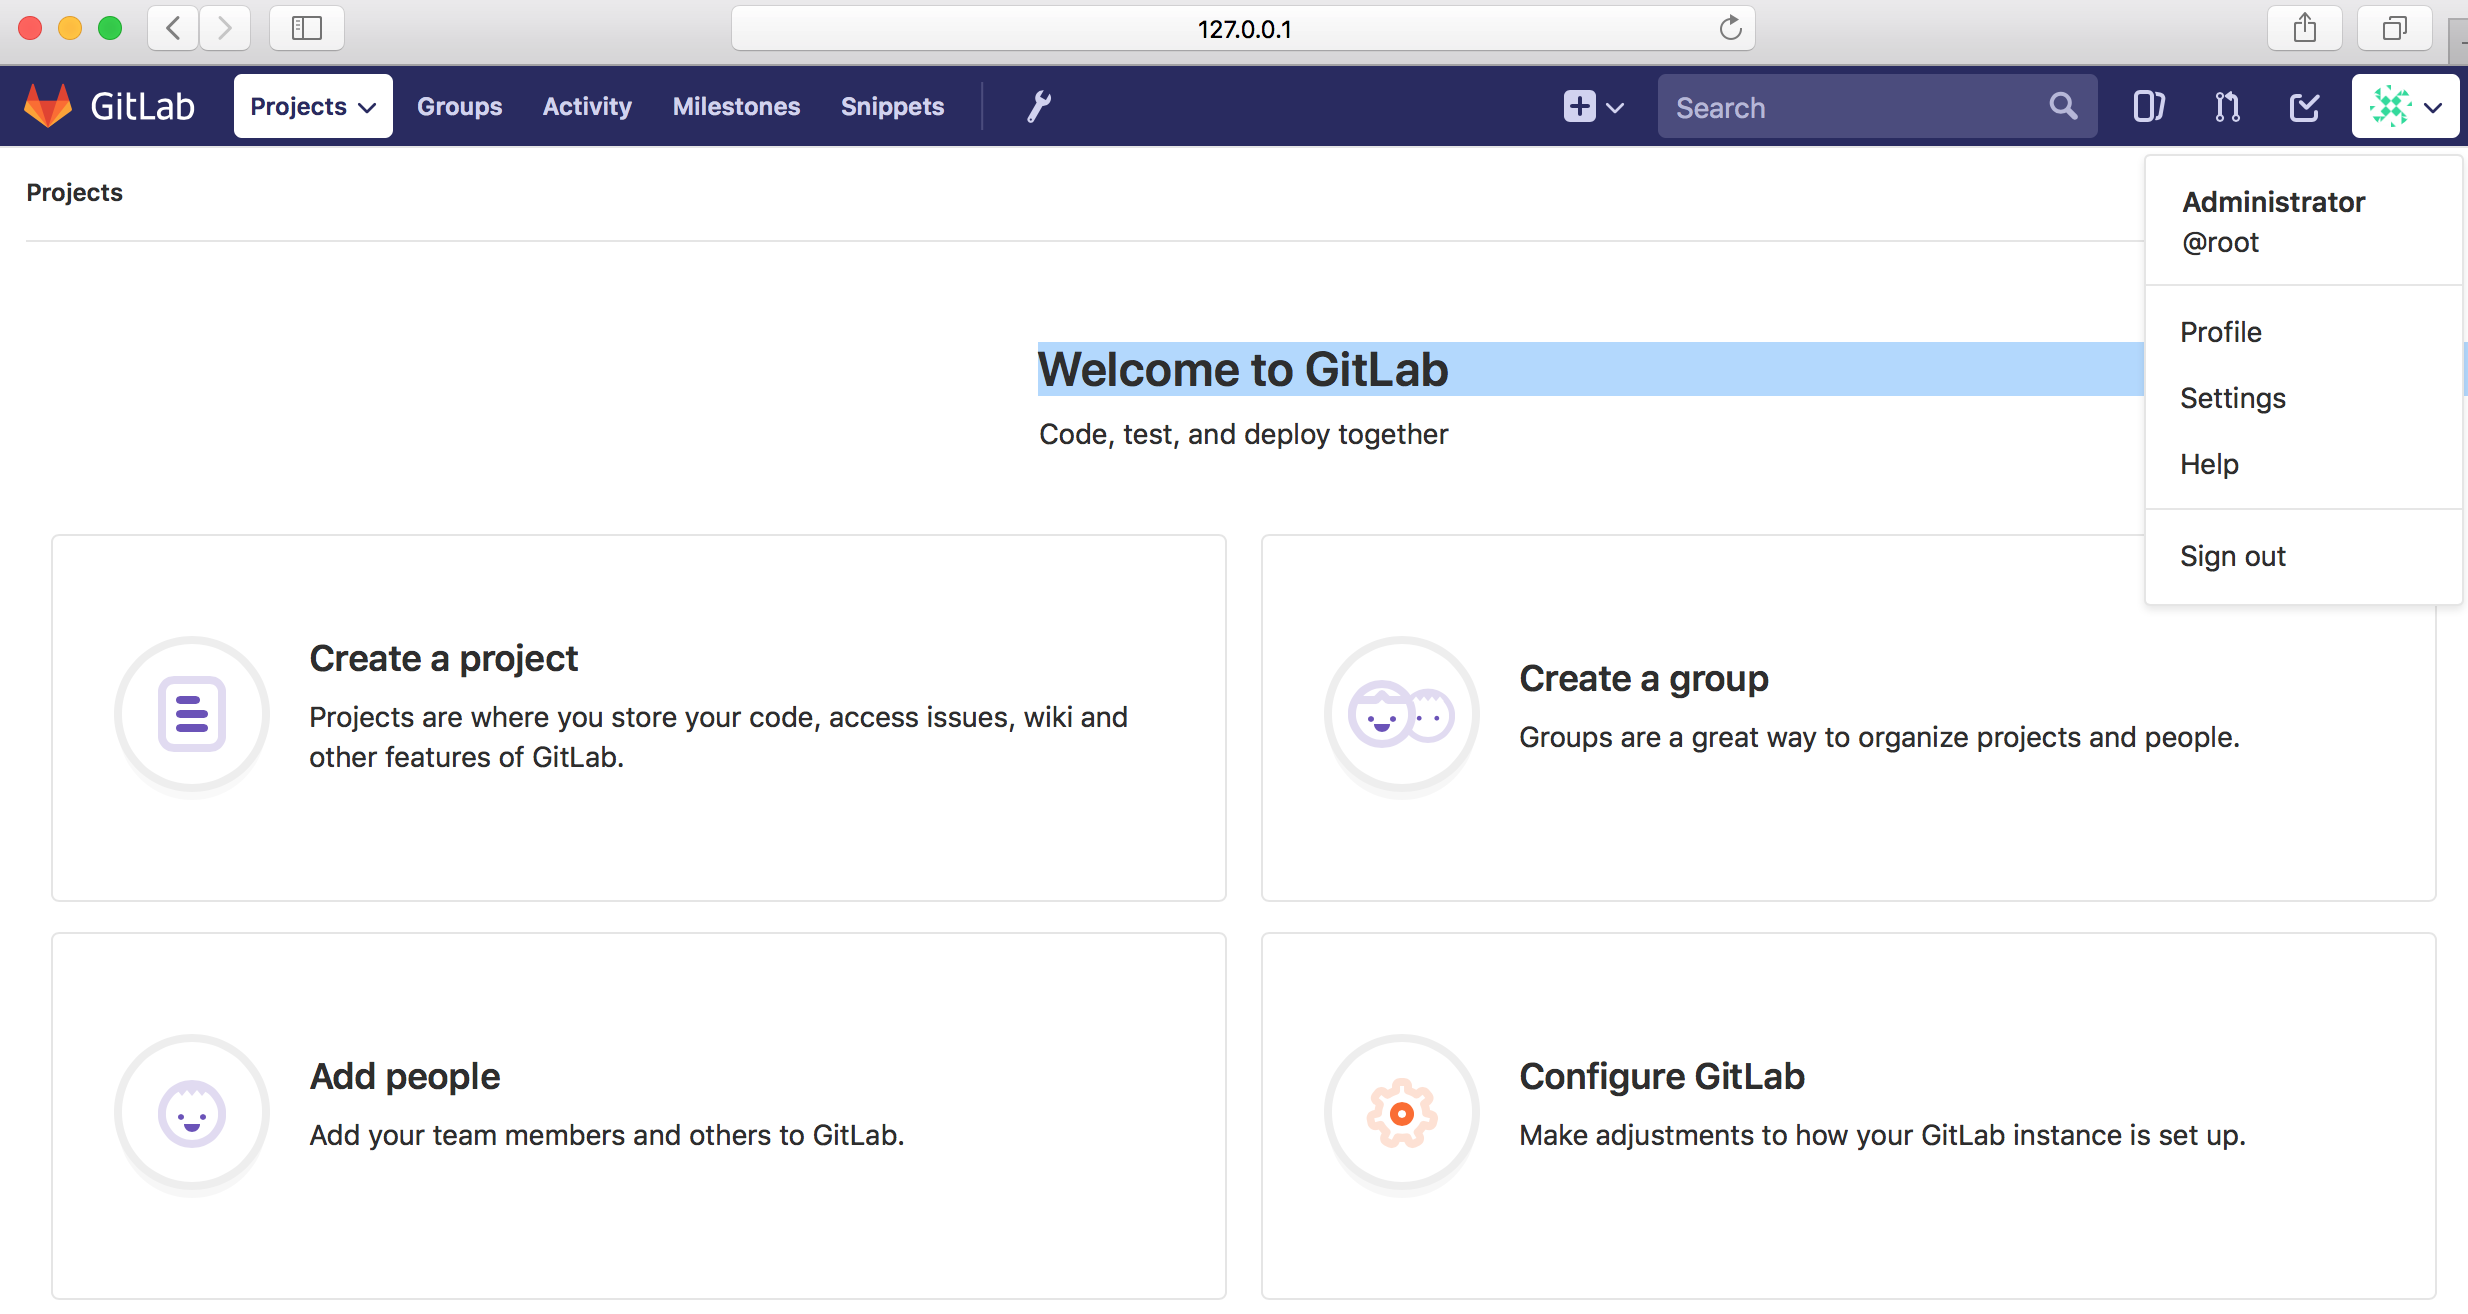 127.0.0.1
GitLab Projects Groups Activity Milestones Snippets Search
Projects
Administrator
@root
Profile
Settings
Help
Sign out
Welcome to GitLab
Code, test, and deploy together
Create a project
Projects are where you store your code, access issues, wiki and
other features of GitLab.
Create a group
Groups are a great way to organize projects and people.
Add people
Add your team members and others to GitLab.
Configure GitLab
Make adjustments to how your GitLab instance is set up.